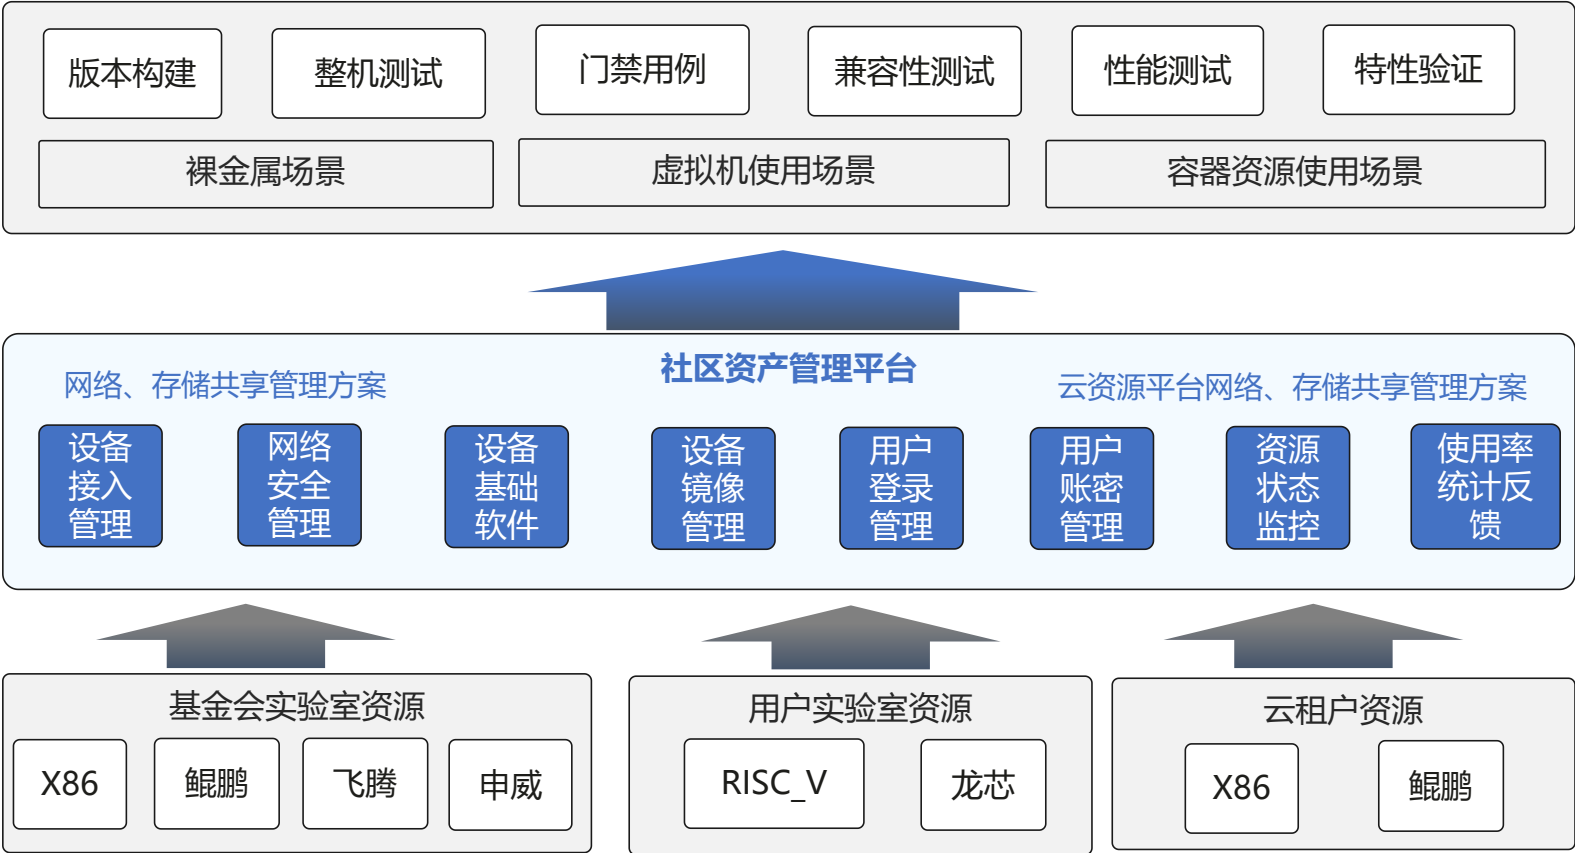 版本构建
整机测试
门禁用例
兼容性测试
性能测试
特性验证
裸金属场景
虚拟机使用场景
容器资源使用场景
社区资产管理平台
网络、存储共享管理方案
云资源平台网络、存储共享管理方案
设备
接入
管理
网络
安全
管理
设备
基础
软件
设备
镜像
管理
用户
登录
管理
用户
账密
管理
资源
状态
监控
使用率
统计反
馈
基金会实验室资源
X86
鲲鹏
飞腾
申威
用户实验室资源
RISC_V
龙芯
云租户资源
X86
鲲鹏